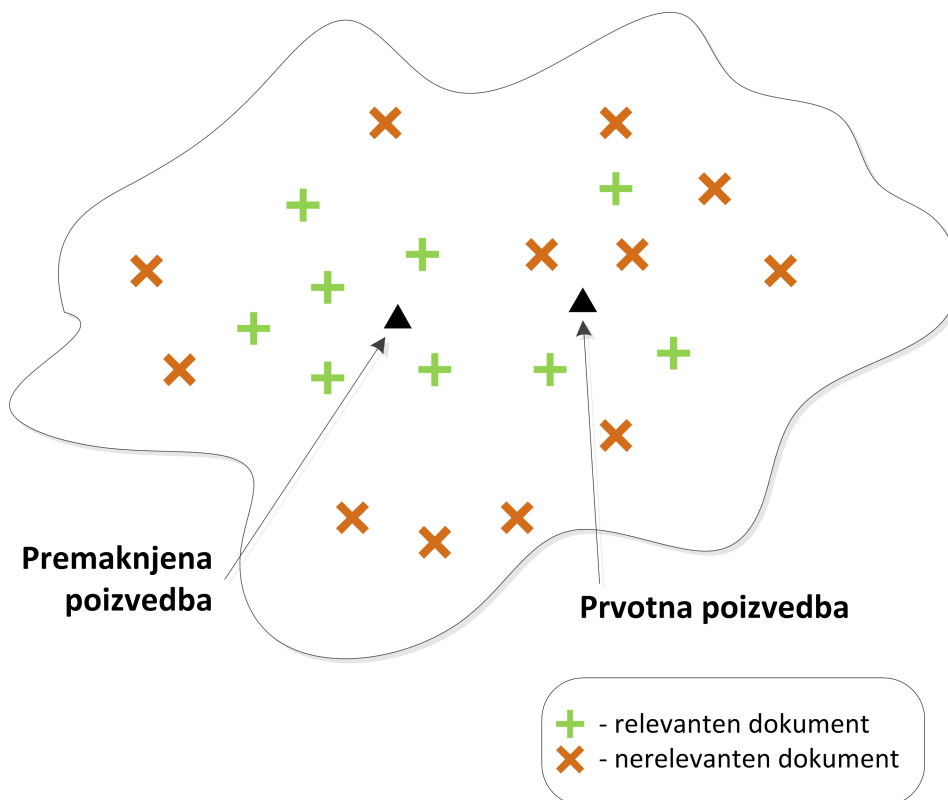 Premaknjena
poizvedba
Prvotna poizvedba
- relevanten dokument
- nerelevanten dokument